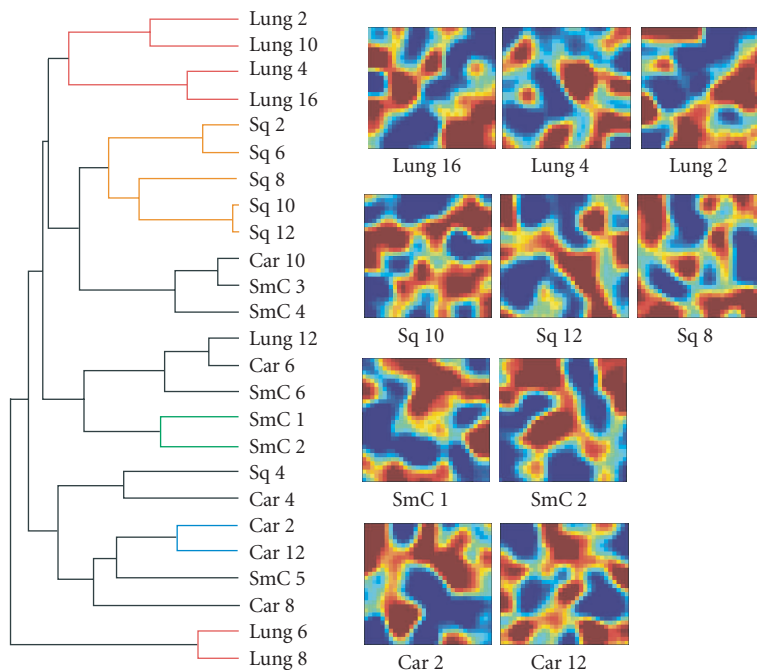 Lung 2
Lung 10
Lung 4
Lung 16
Sq 2
Sq 6
Sq 8
Sq 10
Sq 12
Car 10
SmC 3
SmC 4
Lung 12
Car 6
SmC 6
SmC 1
SmC 2
Sq 4
Car 4
Car 2
Car 12
SmC 5
Car 8
Lung 6
Lung 8
Lung 16 Lung 4 Lung 2
Sq 10 Sq 12 Sq 8
SmC 1 SmC 2
Car 2 Car 12